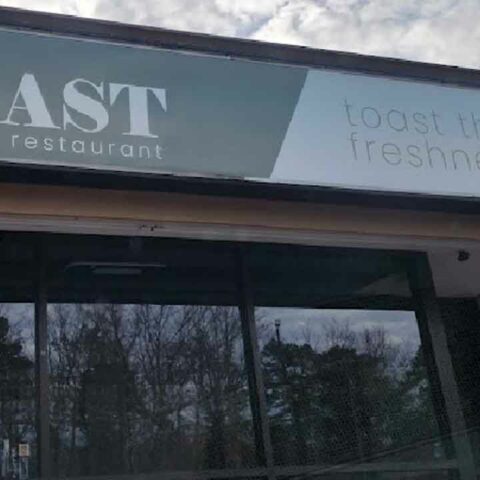 AST
restaurant
toast th
freshne